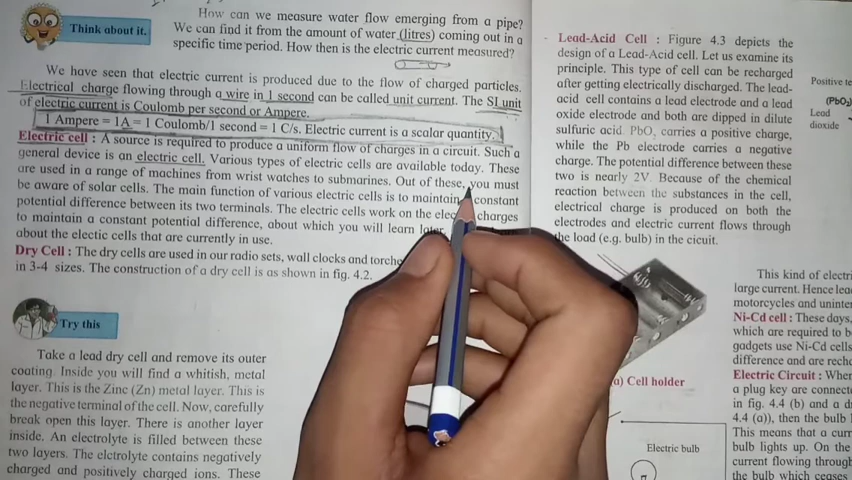 How can we measure water flow emerging from a pipe?
Think about it.
We can find it from the amount of water (litres) coming out in a
specific time period. How then is the electric current measured?
We have seen that electric current is produced due to the flow of charged particles.
Electrical charge flowing through a wire in 1 second can be called unit current. The SI unit
of electric current is Coulomb per second or Ampere.
1 Ampere = 1A = 1 Coulomb/1 second = 1 C/s. Electric current is a scalar quantity.
Electric cell : A source is required to produce a uniform flow of charges in a circuit. Such a
general device is an electric cell. Various types of electric cells are available today. These
are used in a range of machines from wrist watches to submarines. Out of these, you must
be aware of solar cells. The main function of various electric cells is to maintain constant
potential difference between its two terminals. The electric cells work on the charges
to maintain a constant potential difference, about which you will learn
about the electic cells that are currently in use.
Dry Cell : The dry cells are used in our radio sets, wall clocks and
in 3-4 sizes. The construction of a dry cell is as shown in fig. 4.2.
Try this
Take a lead dry cell and remove its outer
coating. Inside you will find a whitish, metal
layer. This is the Zinc (Zn) metal layer. This is
the negative terminal of the cell. Now, carefully
break open this layer. There is another layer
inside. An electrolyte is filled between these
two layers. The elctrolyte contains negatively
charged and positively charged ions. These
Lead-Acid Cell : Figure 4.3 depicts the
design of a Lead-Acid cell. Let us examine its
principle. This type of cell can be recharged
after getting electrically discharged. The lead-
acid cell contains a lead electrode and a lead
oxide electrode and both are dipped in dilute
sulfuric acid. PbO₂ carries a positive charge,
while the Pb electrode carries a negative
charge. The potential difference between these
two is nearly 2V. Because of the chemical
reaction between the substances in the cell,
electrical charge is produced on both the
electrodes and electric current flows through
the load (e.g. bulb) in the cicuit.
Positive
(PbO₂)
Lead
dioxide
(a) Cell holder
Electric bulb
This kind of
large current. Hence
motorcycles and
Ni-Cd cell : These days,
which are required to b
gadgets use Ni-Cd cells
difference and are
Electric Circuit :
a plug key are
in fig. 4.4 (b) and a
4.4 (a)), then the bulb
This means that a
bulb lights up. On the
current flowing through
the bulb which ceases